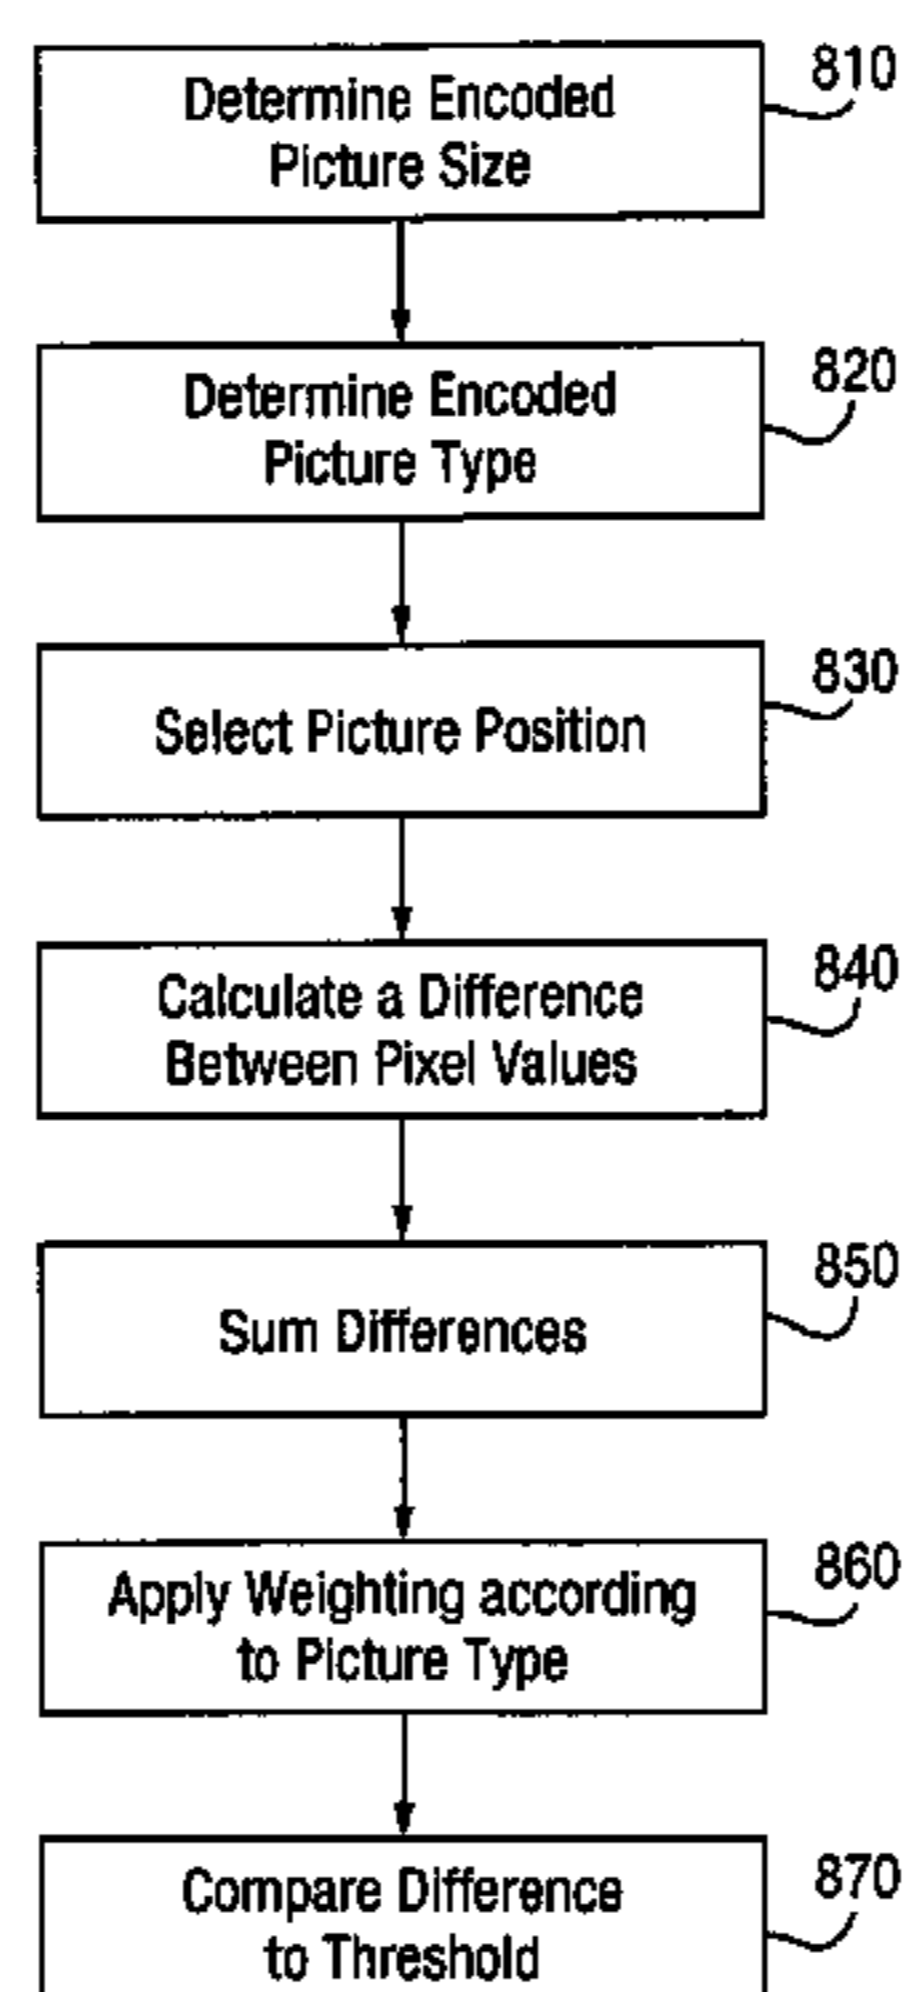 810
Determine Encoded
Picture Size
820
Determine Encoded
Picture Type
830
Select Picture Position
840
Calculate a Difference
Between Pixel Values
850
Sum Differences
860
Apply Weighting according
to Picture Type
870
Compare Difference
to Threshold